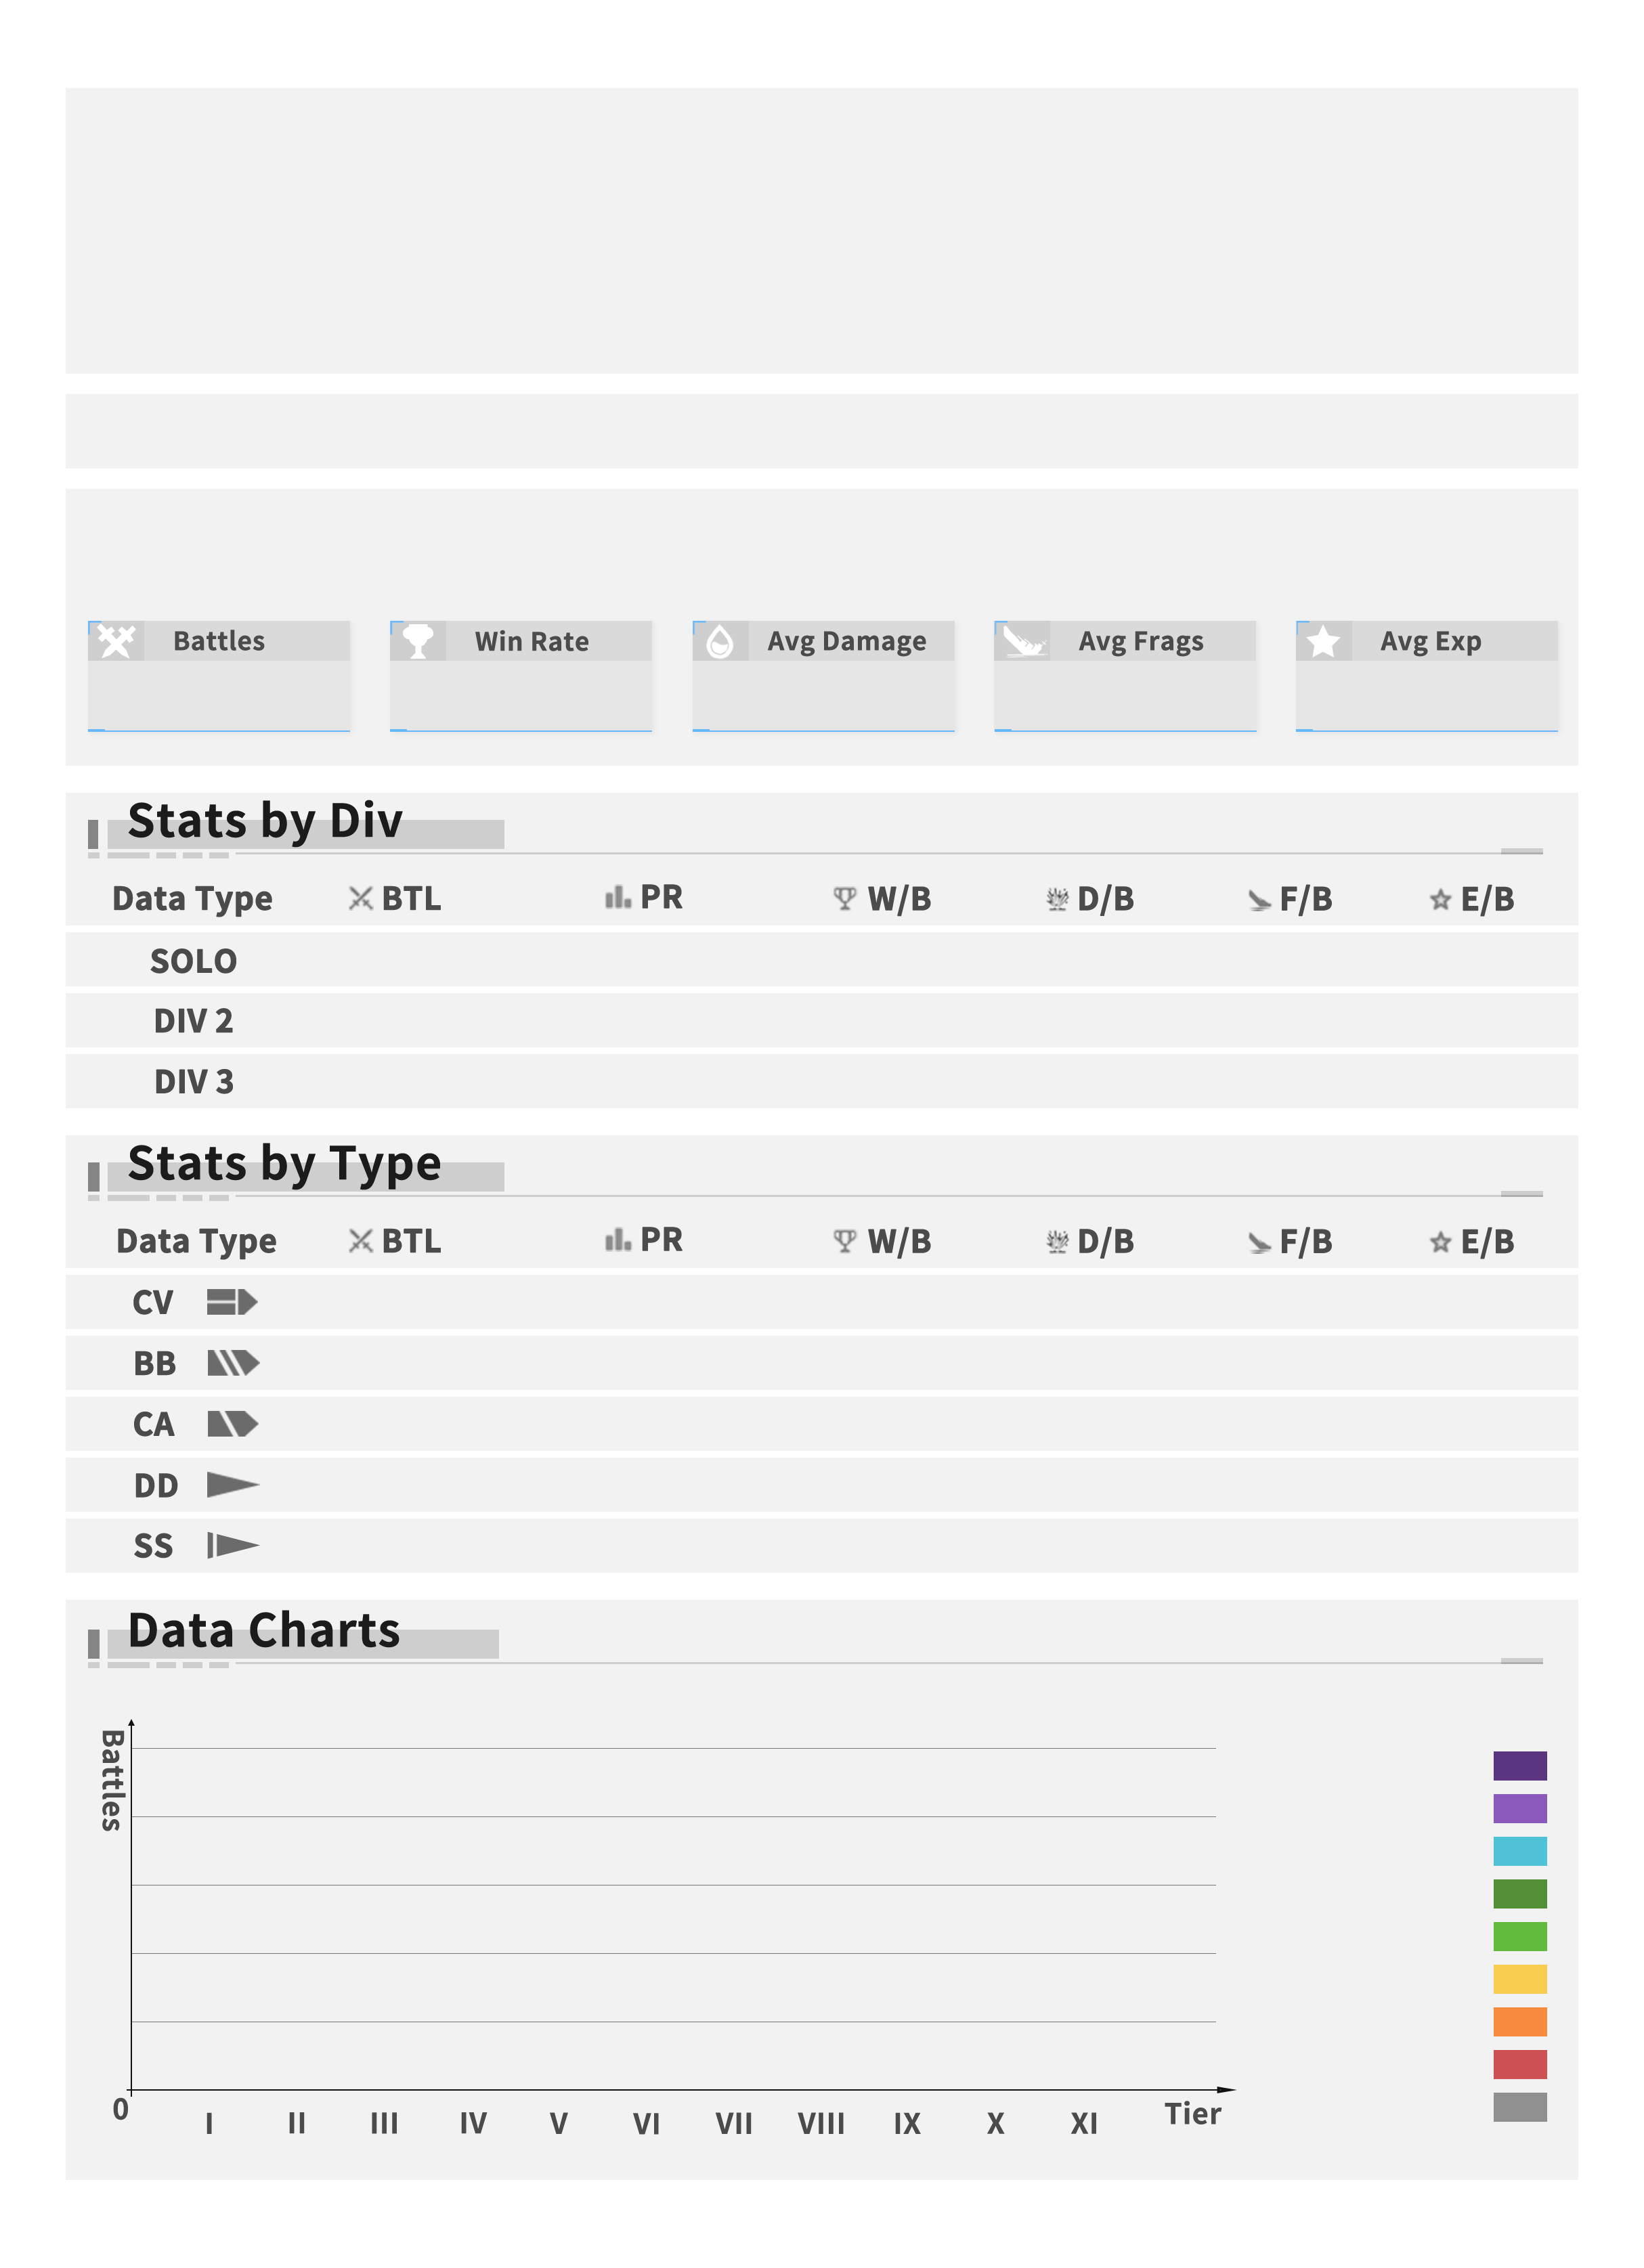 Battles Win Rate Avg Damage Avg Frags Avg Exp
Stats by Div
Data Type BTL PR W/B D/B F/B E/B
SOLO
DIV 2
DIV 3
Stats by Type
Data Type BTL PR W/B D/B F/B E/B
CV
BB
CA
DD
SS
Data Charts
Battles
0
I II III IV V VI VII VIII IX X XI Tier